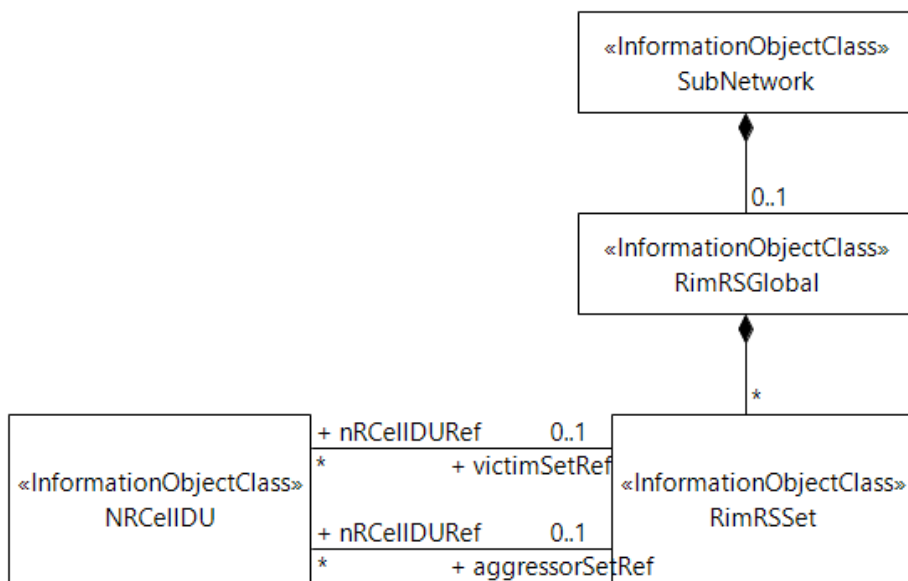 «InformationObjectClass»
SubNetwork
0..1
«InformationObjectClass»
RimRSGlobal
*
+ nRCellDURef 0..1
* + victimSetRef
«InformationObjectClass»
NRCellDU
«InformationObjectClass»
RimRSSet
+ nRCellDURef 0..1
* + aggressorSetRef